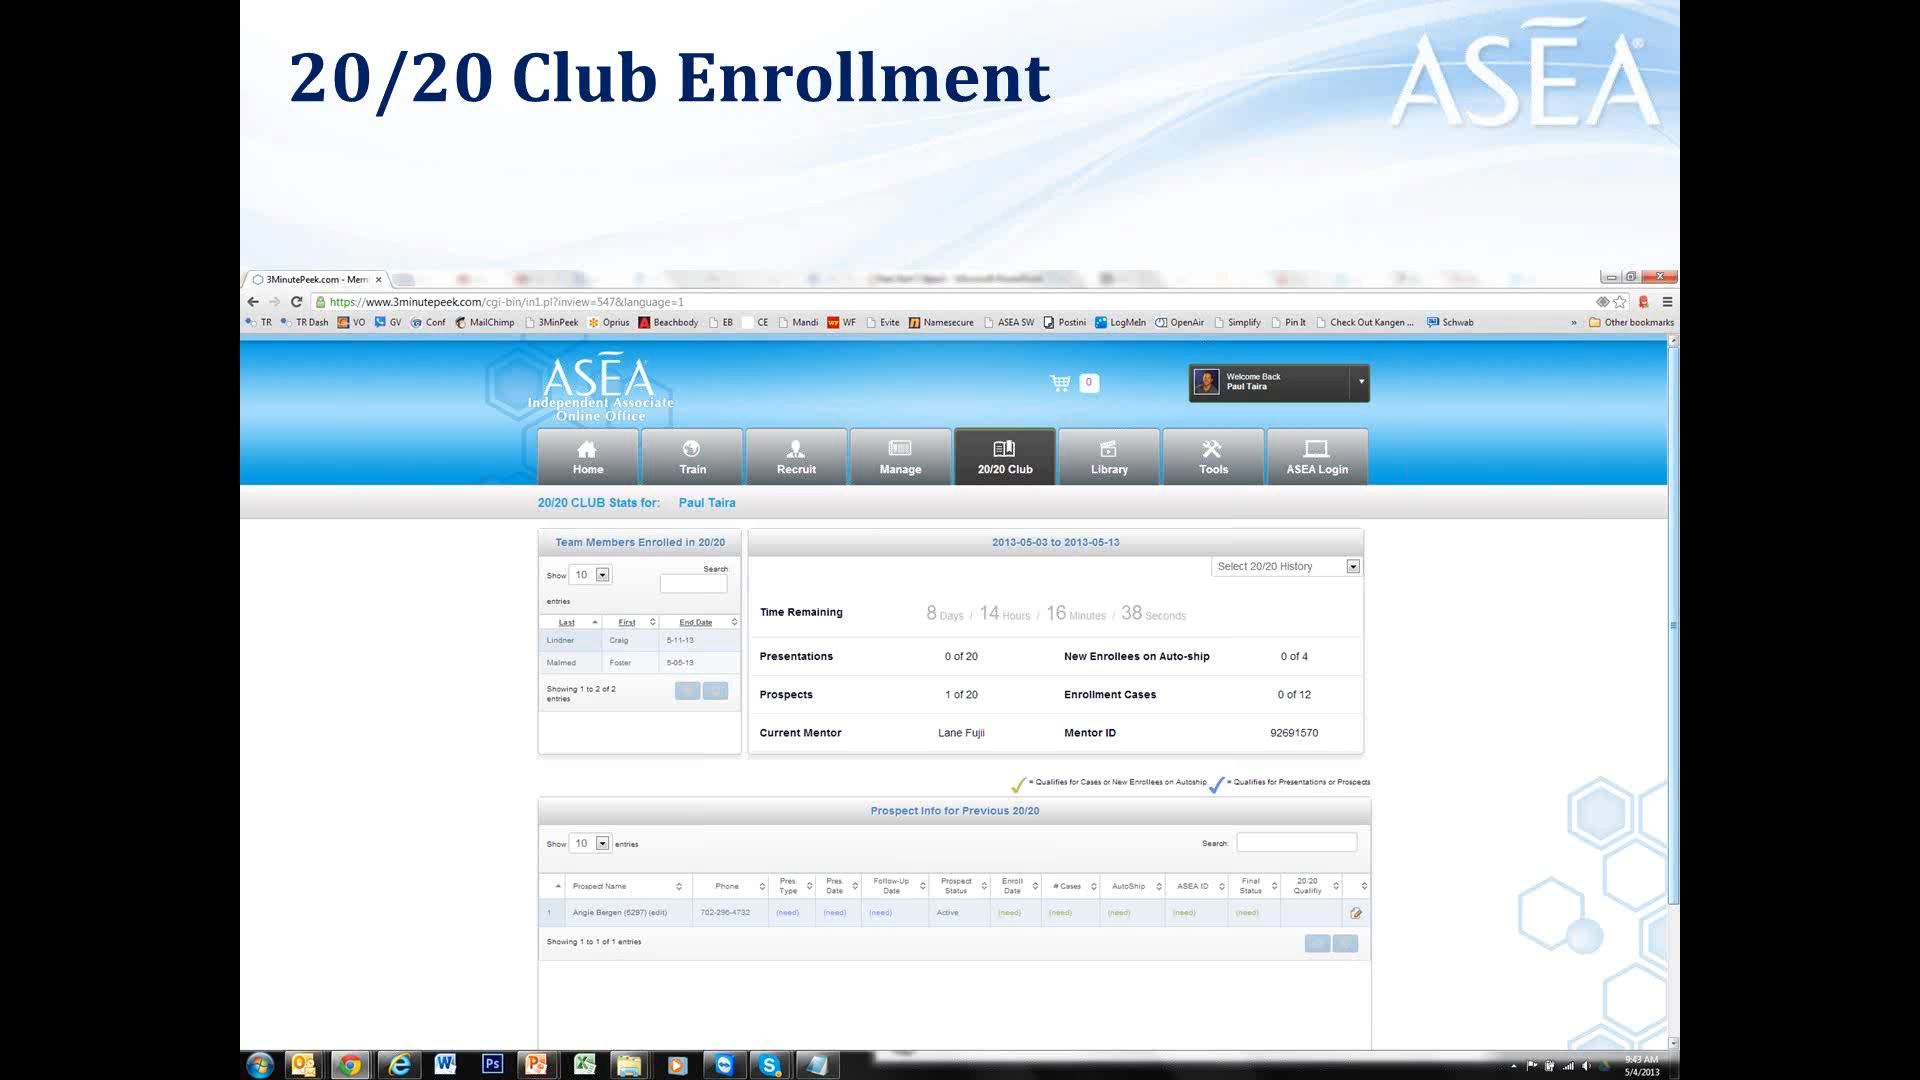 20/20 Club Enrollment
ASEA
3MinutePeek.com - Mem
https://www.3minutepeek.com/cgi-bin/in1.pl?inview=547&language=1
TR TR Dash VO GV Conf MailChimp 3MinPeek Oprius Beachbody EB CE Mandi WF Evite Namesecure ASEA SW Postini LogMeIn OpenAir Simplify Pin It Check Out Kangen ... Schwab » Other bookmarks
ASEA
Independent Associate
Online Office
0
Welcome Back
Paul Taira
Home Train Recruit Manage 20/20 Club Library Tools ASEA Login
20/20 CLUB Stats for: Paul Taira
Team Members Enrolled in 20/20
Show 10 entries
Search:
Last First End Date
Lindner Craig 5-11-13
Malmed Foster 5-05-13
Showing 1 to 2 of 2 entries
2013-05-03 to 2013-05-13
Select 20/20 History
Time Remaining 8 Days / 14 Hours / 16 Minutes / 38 Seconds
Presentations 0 of 20 New Enrollees on Auto-ship 0 of 4
Prospects 1 of 20 Enrollment Cases 0 of 12
Current Mentor Lane Fujii Mentor ID 92691570
= Qualifies for Cases or New Enrollees on Autoship = Qualifies for Presentations or Prospects
Prospect Info for Previous 20/20
Show 10 entries Search:
Prospect Name Phone Pres. Type Pres. Date Follow-Up Date Prospect Status Enroll Date # Cases AutoShip ASEA ID Final Status 20/20 Qualifiy
1 Angie Bergen (5297) (edit) 702-296-4732 (need) (need) (need) Active (need) (need) (need) (need) (need)
Showing 1 to 1 of 1 entries
9:43 AM
5/4/2013